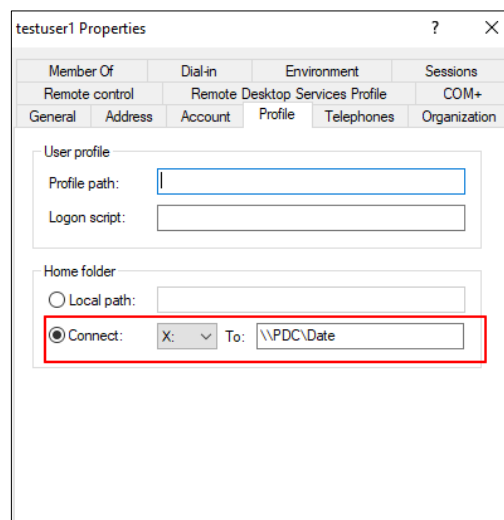 testuser1 Properties ? X
Member Of Dial-in Environment Sessions
Remote control Remote Desktop Services Profile COM+
General Address Account Profile Telephones Organization
User profile
Profile path:
Logon script:
Home folder
Local path:
Connect: X: To: \\PDC\Date